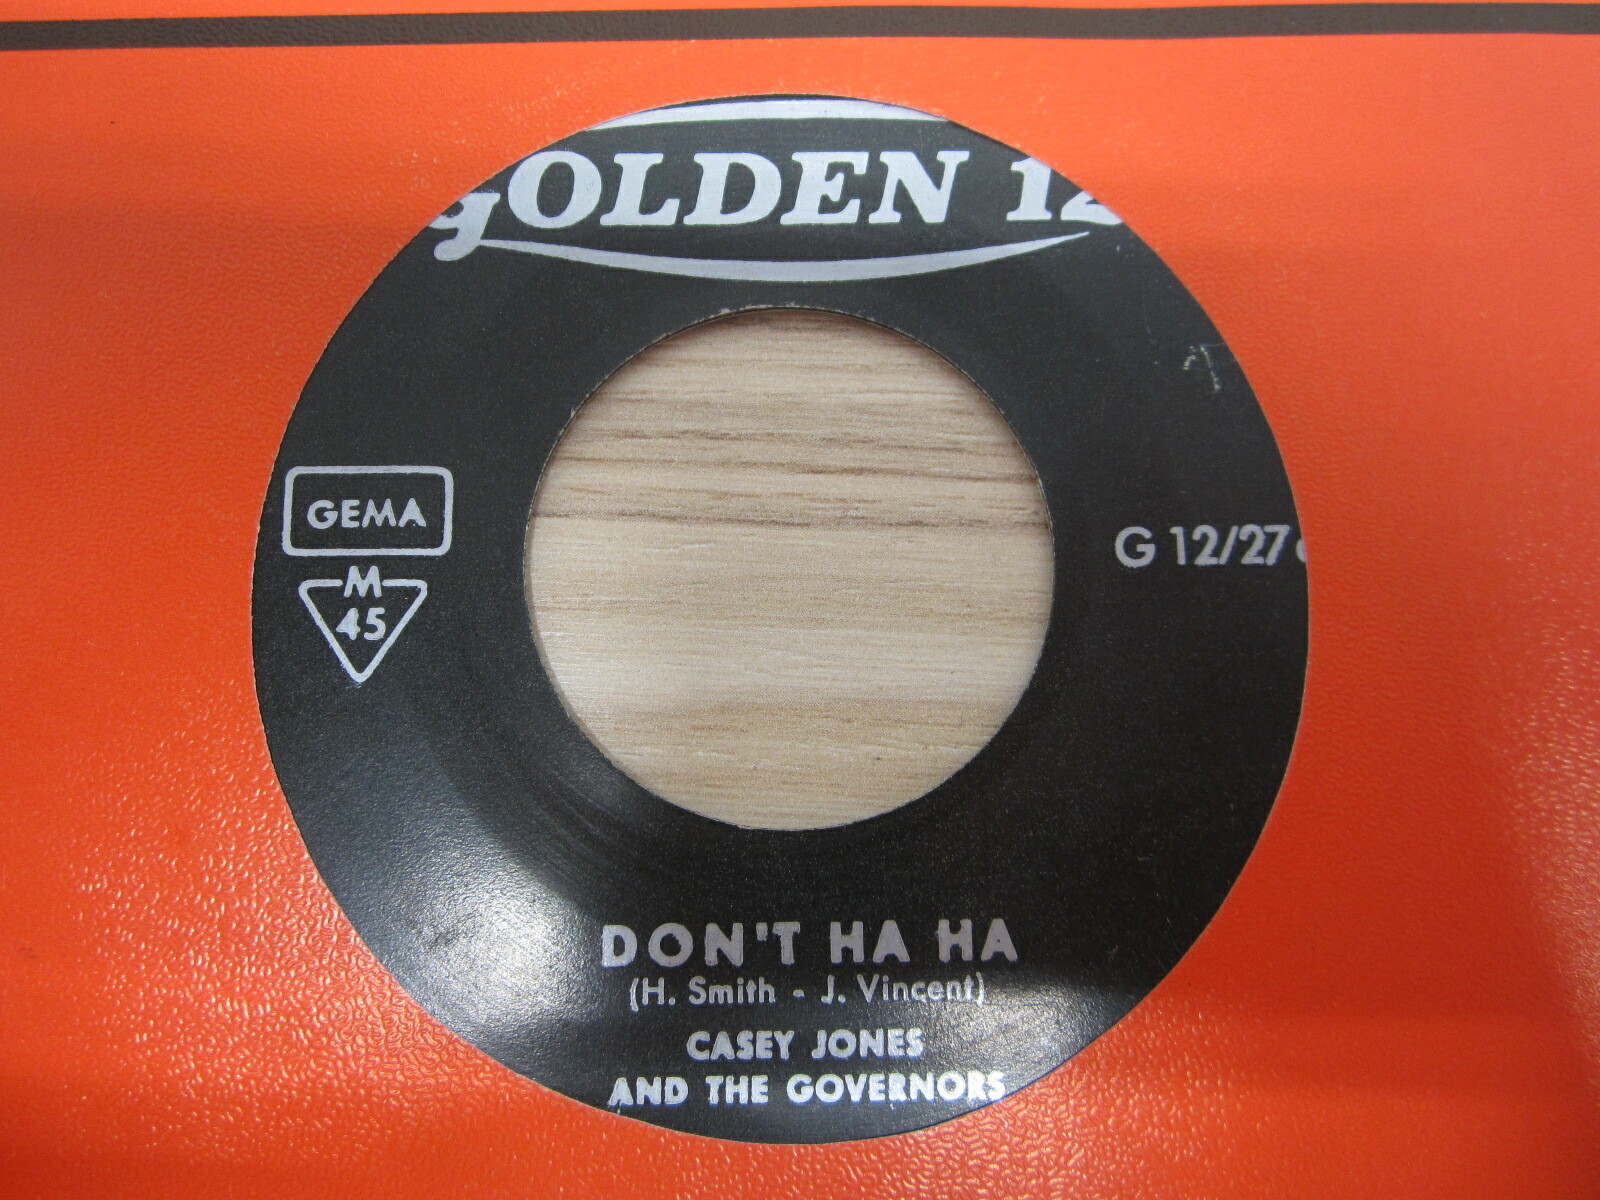 GOLDEN 12
GEMA
M
45
G 12/27
DON'T HA HA
(H. Smith - J. Vincent)
CASEY JONES
AND THE GOVERNORS